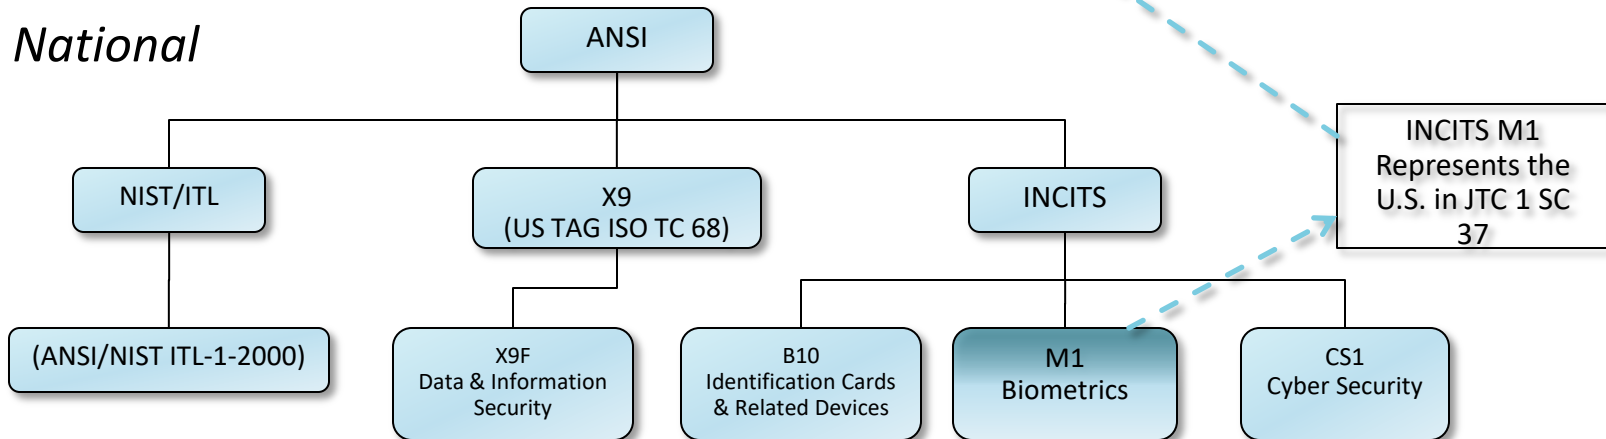 National
ANSI
NIST/ITL
X9
(US TAG ISO TC 68)
INCITS
INCITS M1
Represents the
U.S. in JTC 1 SC
37
(ANSI/NIST ITL-1-2000)
X9F
Data & Information
Security
B10
Identification Cards
& Related Devices
M1
Biometrics
CS1
Cyber Security